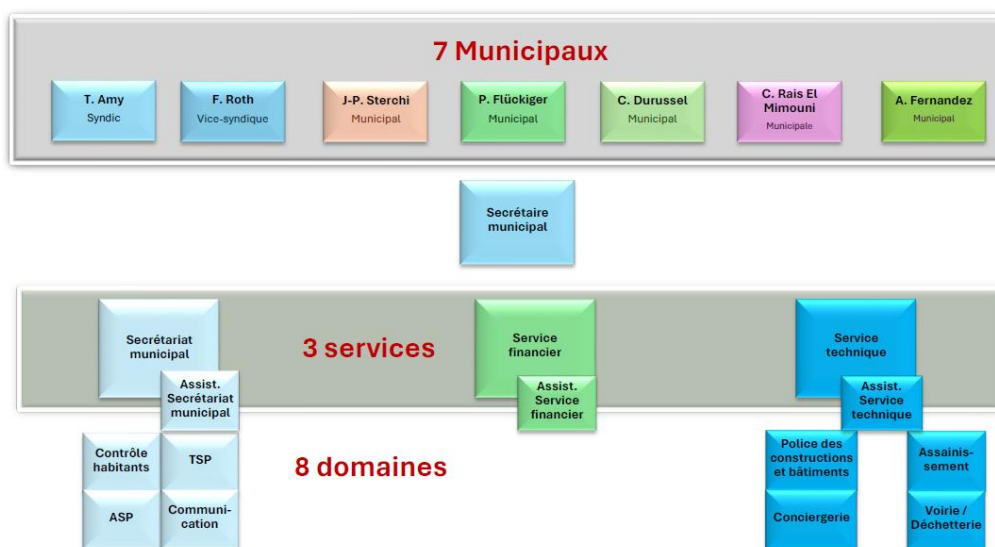 7 Municipaux
T. Amy
Syndic
F. Roth
Vice-syndique
J-P. Sterchi
Municipal
P. Flückiger
Municipal
C. Durussel
Municipal
C. Rais El
Mimouni
Municipale
A. Fernandez
Municipal
Secrétaire
municipal
Secrétariat
municipal
3 services
Service
financier
Service
technique
Assist.
Secrétariat
municipal
Assist.
Service
financier
Assist.
Service
technique
8 domaines
Contrôle
habitants
TSP
ASP
Communi-
cation
Police des
constructions
et bâtiments
Assainis-
sement
Conciergerie
Voirie /
Déchetterie